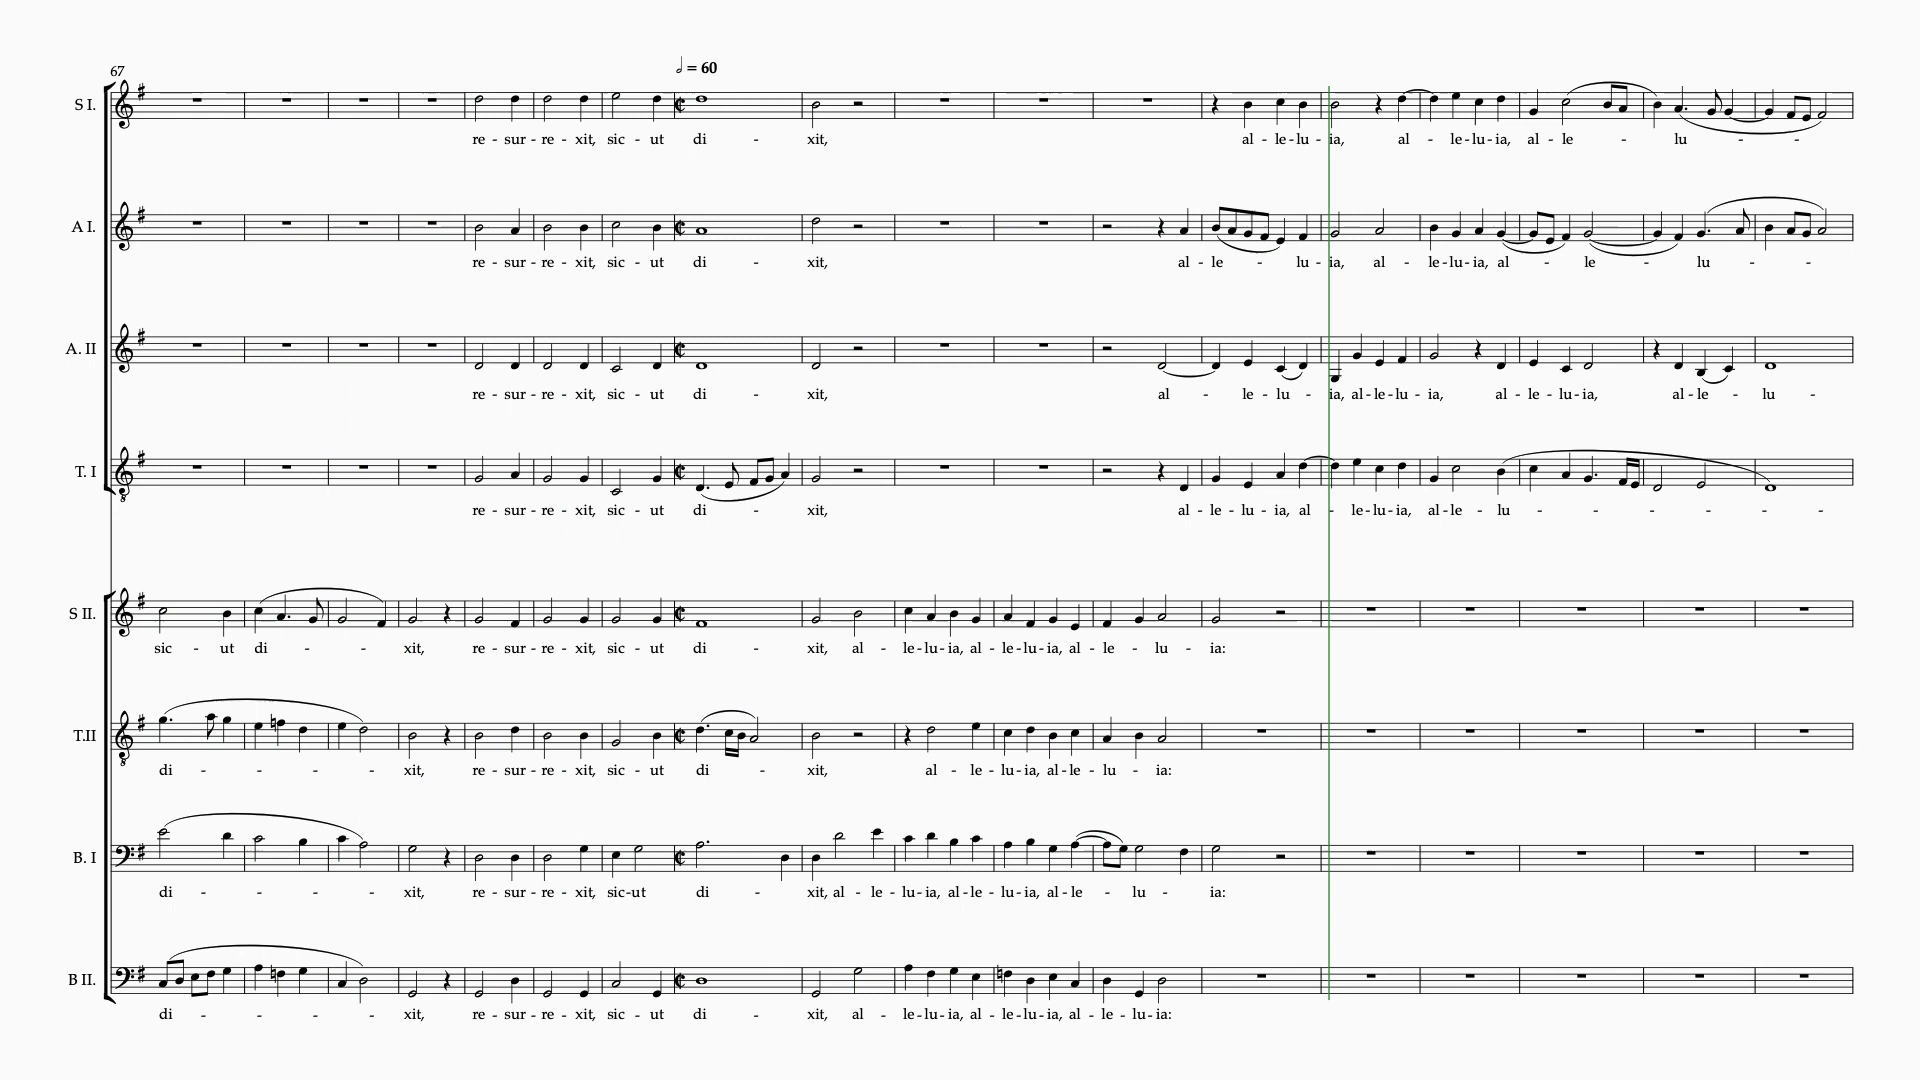 67
𝅗𝅥 = 60
S I.
re - sur - re - xit, sic - ut di - xit, al - le - lu - ia, al - le - lu - ia, al - le - lu - - -
A I.
re - sur - re - xit, sic - ut di - xit, al - le - - lu - ia, al - le - lu - ia, al - le - lu - - -
A. II
re - sur - re - xit, sic - ut di - xit, al - le - lu - ia, al - le - lu - ia, al - le - lu - ia, al - le - lu -
T. I
re - sur - re - xit, sic - ut di - - xit, al - le - lu - ia, al - le - lu - ia, al - le - lu - - - - - - -
S II.
sic - ut di - - - xit, re - sur - re - xit, sic - ut di - xit, al - le - lu - ia, al - le - lu - ia, al - le - lu - ia:
T.II
di - - - - - xit, re - sur - re - xit, sic - ut di - - xit, al - le - lu - ia, al - le - lu - ia:
B. I
di - - - - - xit, re - sur - re - xit, sic - ut di - xit, al - le - lu - ia, al - le - lu - ia, al - le - lu - ia:
B II.
di - - - - - xit, re - sur - re - xit, sic - ut di - xit, al - le - lu - ia, al - le - lu - ia, al - le - lu - ia: